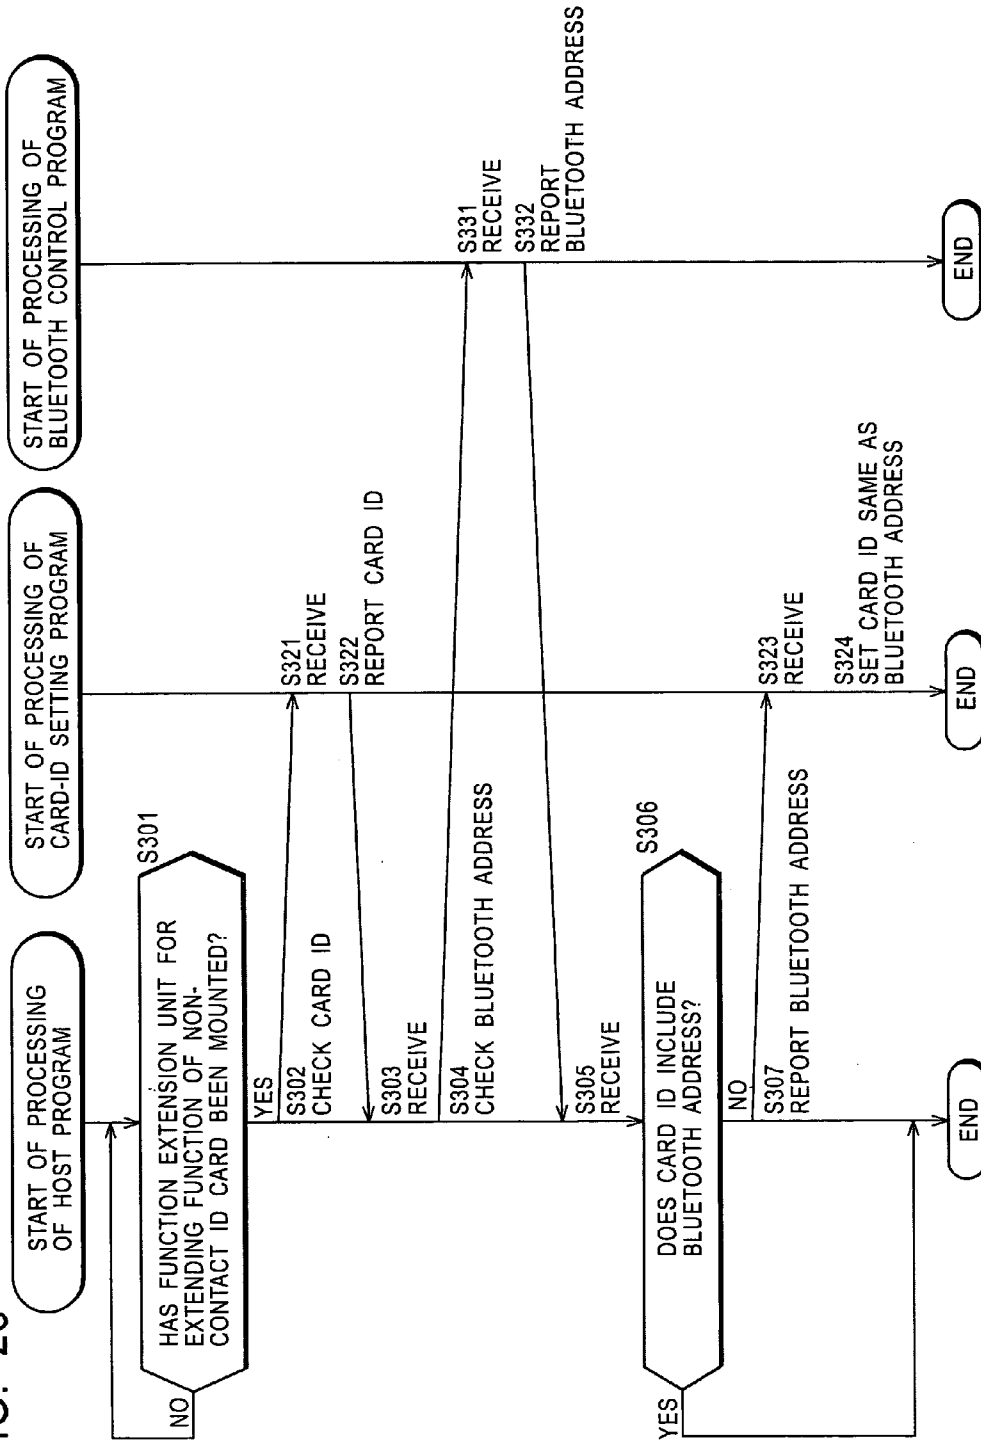 START OF PROCESSING
OF HOST PROGRAM
START OF PROCESSING OF
CARD-ID SETTING PROGRAM
START OF PROCESSING OF
BLUETOOTH CONTROL PROGRAM
S301
HAS FUNCTION EXTENSION UNIT FOR
EXTENDING FUNCTION OF NON-
CONTACT ID CARD BEEN MOUNTED?
NO
YES
S302
CHECK CARD ID
S321
RECEIVE
S322
REPORT CARD ID
S303
RECEIVE
S304
CHECK BLUETOOTH ADDRESS
S331
RECEIVE
S332
REPORT
BLUETOOTH ADDRESS
S305
RECEIVE
S306
DOES CARD ID INCLUDE
BLUETOOTH ADDRESS?
YES
NO
S307
REPORT BLUETOOTH ADDRESS
S323
RECEIVE
S324
SET CARD ID SAME AS
BLUETOOTH ADDRESS
END
END
END